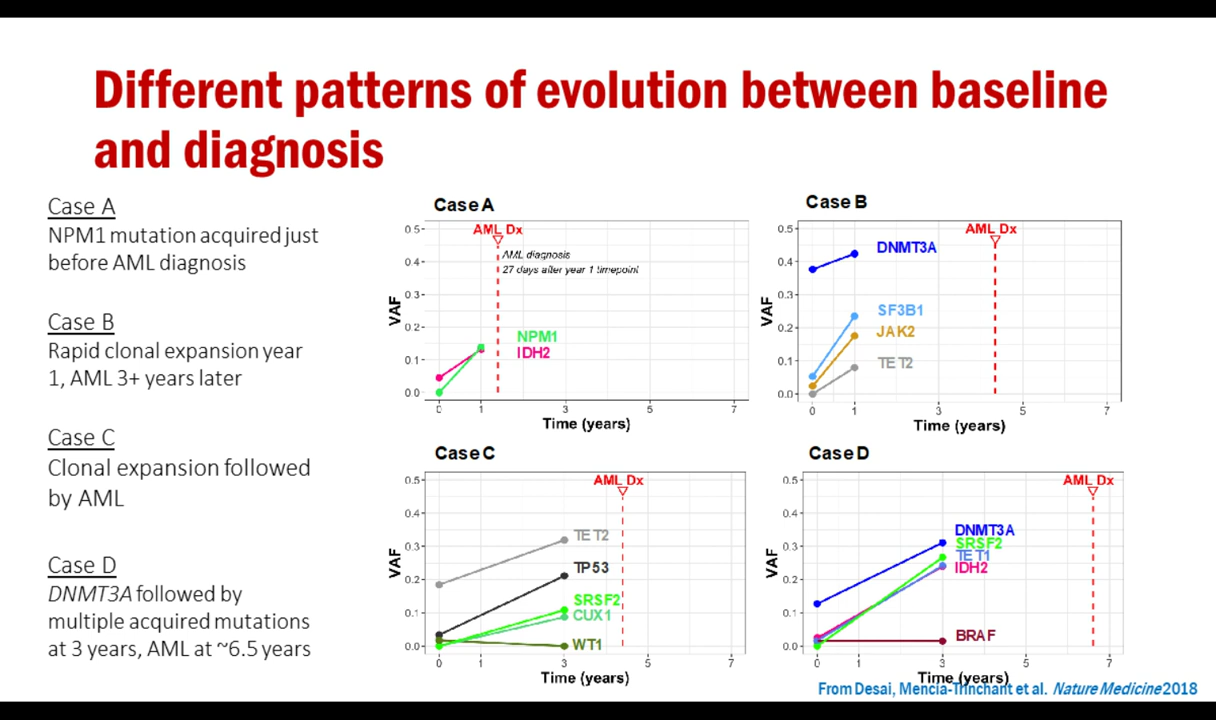 Different patterns of evolution between baseline
and diagnosis
Case A
NPM1 mutation acquired just
before AML diagnosis
Case B
Rapid clonal expansion year
1, AML 3+ years later
Case C
Clonal expansion followed
by AML
Case D
DNMT3A followed by
multiple acquired mutations
at 3 years, AML at ~6.5 years
Case A
AML Dx
AML diagnosis
27 days after year 1 timepoint
0.5
0.4
0.3
0.2
0.1
0.0
VAF
NPM1
IDH2
0 1 3 5 7
Time (years)
Case B
AML Dx
0.5
0.4
0.3
0.2
0.1
0.0
VAF
DNMT3A
SF3B1
JAK2
TET2
0 1 3 5 7
Time (years)
Case C
AML Dx
0.5
0.4
0.3
0.2
0.1
0.0
VAF
TET2
TP53
SRSF2
CUX1
WT1
0 1 3 5 7
Time (years)
Case D
AML Dx
0.5
0.4
0.3
0.2
0.1
0.0
VAF
DNMT3A
SRSF2
TET1
IDH2
BRAF
0 1 3 5 7
Time (years)
From Desai, Mencia-Trinchant et al. Nature Medicine 2018